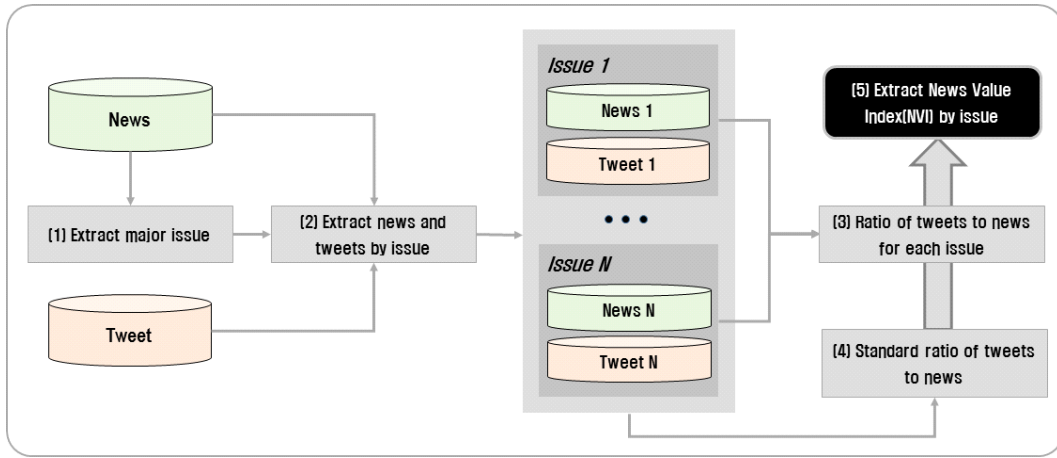 News
(1) Extract major issue
Tweet
(2) Extract news and
tweets by issue
Issue 1
News 1
Tweet 1
• • •
Issue N
News N
Tweet N
(5) Extract News Value
Index(NVI) by issue
(3) Ratio of tweets to news
for each issue
(4) Standard ratio of tweets
to news